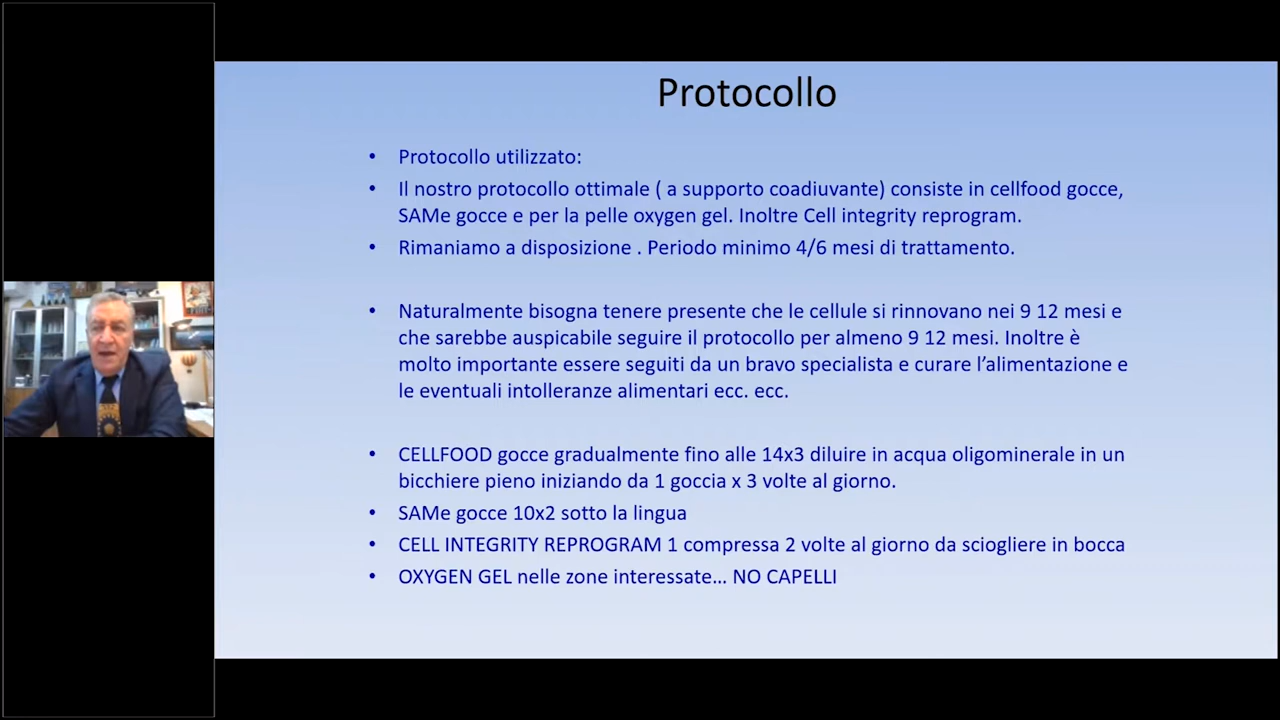 Protocollo
• Protocollo utilizzato:
• Il nostro protocollo ottimale ( a supporto coadiuvante) consiste in cellfood gocce,
SAMe gocce e per la pelle oxygen gel. Inoltre Cell integrity reprogram.
• Rimaniamo a disposizione . Periodo minimo 4/6 mesi di trattamento.
• Naturalmente bisogna tenere presente che le cellule si rinnovano nei 9 12 mesi e
che sarebbe auspicabile seguire il protocollo per almeno 9 12 mesi. Inoltre è
molto importante essere seguiti da un bravo specialista e curare l’alimentazione e
le eventuali intolleranze alimentari ecc. ecc.
• CELLFOOD gocce gradualmente fino alle 14x3 diluire in acqua oligominerale in un
bicchiere pieno iniziando da 1 goccia x 3 volte al giorno.
• SAMe gocce 10x2 sotto la lingua
• CELL INTEGRITY REPROGRAM 1 compressa 2 volte al giorno da sciogliere in bocca
• OXYGEN GEL nelle zone interessate… NO CAPELLI